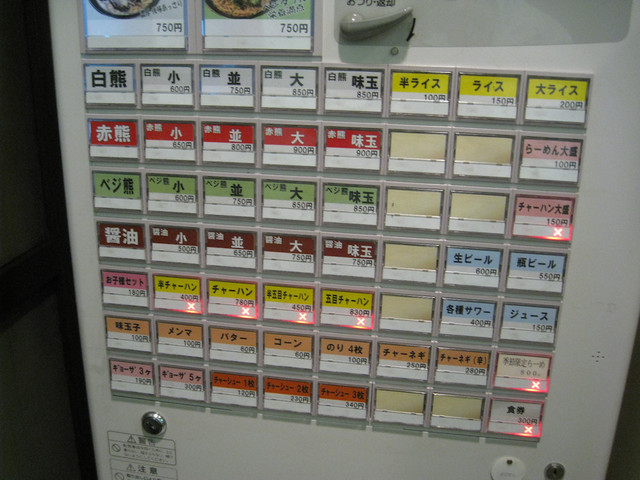 750円
750円
おつり・返却
白熊
白熊 小 600円
白熊 並 750円
白熊 大 850円
白熊 味玉 850円
半ライス 100円
ライス 150円
大ライス 200円
赤熊
赤熊 小 650円
赤熊 並 800円
赤熊 大 900円
赤熊 味玉 900円
らーめん大盛 100円
ベジ熊
ベジ熊 小 600円
ベジ熊 並 750円
ベジ熊 大 850円
ベジ熊 味玉 850円
チャーハン大盛 150円
醤油
醤油 小 500円
醤油 並 650円
醤油 大 750円
醤油 味玉 750円
生ビール 600円
瓶ビール 550円
お子様セット
半チャーハン 400円
チャーハン 780円
半五目チャーハン 450円
五目チャーハン 830円
各種サワー 400円
ジュース 150円
味玉子 100円
メンマ 100円
バター 60円
コーン 60円
のり 4枚 100円
チャーネギ 250円
チャーネギ(辛) 280円
ギョーザ 3ヶ 190円
ギョーザ 5ヶ 300円
チャーシュー 1枚 120円
チャーシュー 2枚 230円
チャーシュー 3枚 340円
食券 300円
警告
注意